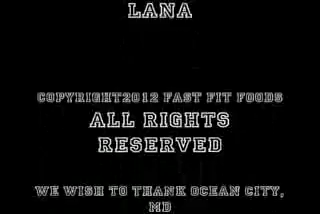 LANA
COPYRIGHT2012 FAST FIT FOODS
ALL RIGHTS
RESERVED
WE WISH TO THANK OCEAN CITY,
MD